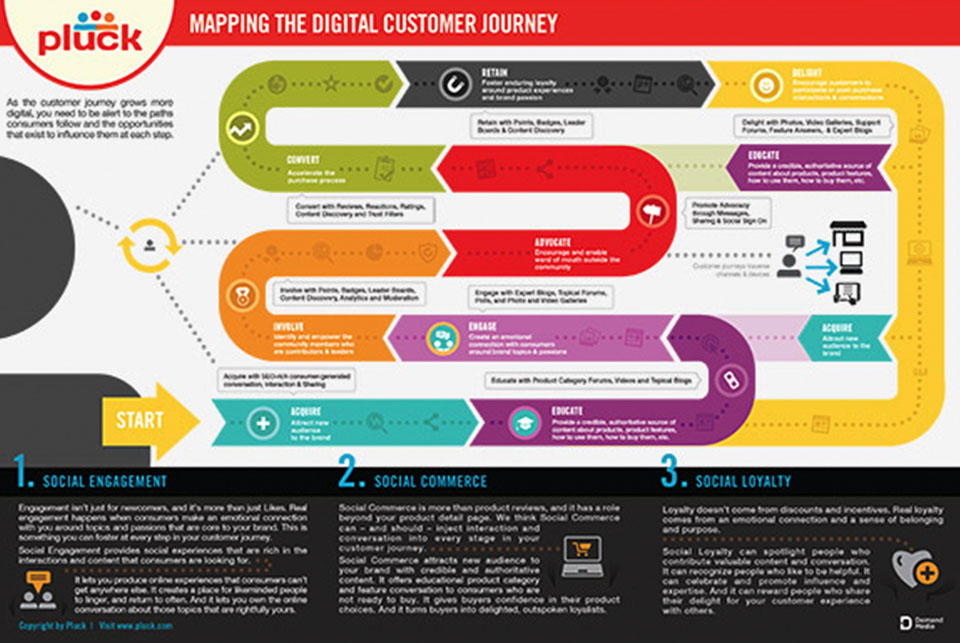 pluck
MAPPING THE DIGITAL CUSTOMER JOURNEY
As the customer journey grows more
digital, you need to be alert to the paths
consumers follow and the opportunities
that exist to influence them at each step.
RETAIN
Foster enduring loyalty
around product experiences
and brand passion
DELIGHT
Encourage customers to
participate in post-purchase
interactions & conversations
Retain with Points, Badges, Leader
Boards & Content Discovery
Delight with Photos, Video Galleries, Support
Forums, Feature Answers, & Expert Blogs
CONVERT
Accelerate the
purchase process
EDUCATE
Provide a credible, authoritative source of
content about products, product features,
how to use them, how to buy them, etc.
Convert with Reviews, Reactions, Ratings,
Content Discovery and Trust Filters
Promote Advocacy
through Messages,
Sharing & Social Sign On
ADVOCATE
Encourage and enable
word of mouth outside the
community
Customer journeys traverse
channels & devices
Involve with Points, Badges, Leader Boards,
Content Discovery, Analytics and Moderation
Engage with Expert Blogs, Topical Forums,
Polls, and Photo and Video Galleries
INVOLVE
Identify and empower the
community members who
are contributors & leaders
ENGAGE
Create an emotional
connection with consumers
around brand topics & passions
ACQUIRE
Attract new
audience to the
brand
Acquire with SEO-rich consumer-generated
conversation, Interaction & Sharing
Educate with Product Category Forums, Videos and Topical Blogs
START
ACQUIRE
Attract new
audience
to the brand
EDUCATE
Provide a credible, authoritative source of
content about products, product features,
how to use them, how to buy them, etc.
1. SOCIAL ENGAGEMENT
Engagement isn't just for newcomers, and it's more than just Likes. Real
engagement happens when consumers make an emotional connection
with you around topics and passions that are core to your brand. This is
something you can foster at every step in your customer journey.
Social Engagement provides social experiences that are rich in the
interactions and content that consumers are looking for.
It lets you produce online experiences that consumers can't
get anywhere else. It creates a place for likeminded people
to linger, and return to often. And it lets you own the online
conversation about those topics that are rightfully yours.
Copyright by Pluck | Visit www.pluck.com
2. SOCIAL COMMERCE
Social Commerce is more than product reviews, and it has a role
beyond your product detail page. We think Social Commerce
can - and should - inject interaction and
conversation into every stage in your
customer journey.
Social Commerce attracts new audience to
your brand with credible and authoritative
content. It offers educational product category
and feature conversation to consumers who are
not ready to buy. It gives buyers confidence in their product
choices. And it turns buyers into delighted, outspoken loyalists.
3. SOCIAL LOYALTY
Loyalty doesn't come from discounts and incentives. Real loyalty
comes from an emotional connection and a sense of belonging
and purpose.
Social Loyalty can spotlight people who
contribute valuable content and conversation.
It can recognize people who like to be helpful. It
can celebrate and promote influence and
expertise. And it can reward people who share
their delight for your customer experience
with others.
Demand
Media